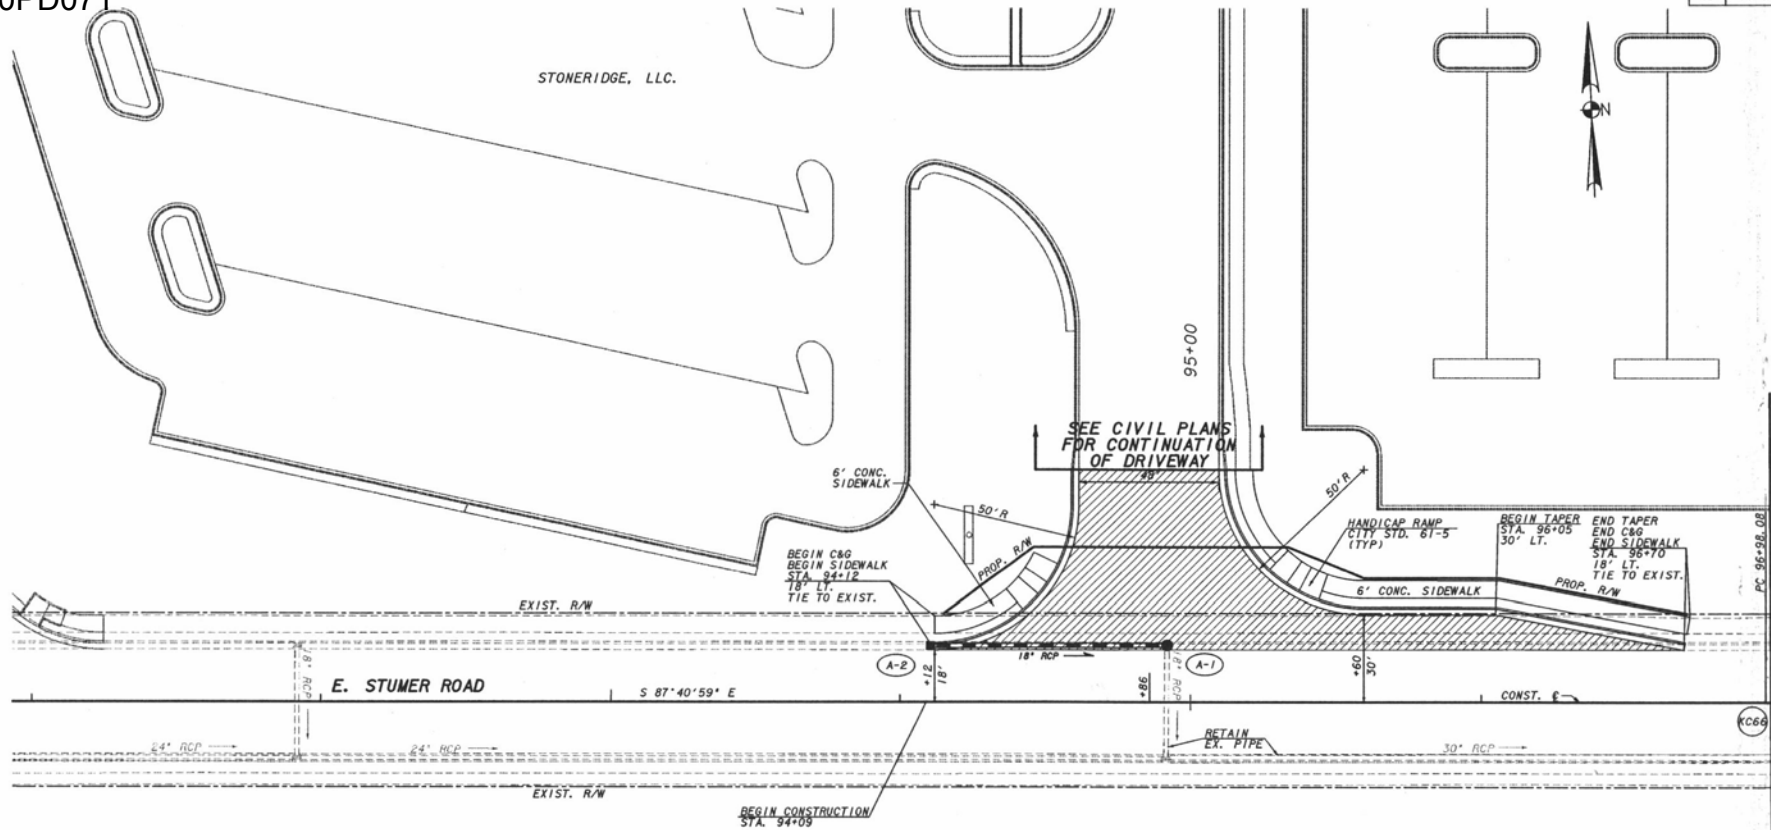 STONERIDGE, LLC.
N
95+00
SEE CIVIL PLANS
FOR CONTINUATION
OF DRIVEWAY
48'
6' CONC.
SIDEWALK
50'R
50'R
HANDICAP RAMP
CITY STD. 61-5
(TYP)
BEGIN TAPER
STA. 96+05
30' LT.
END TAPER
END C&G
END SIDEWALK
STA. 96+70
18' LT.
TIE TO EXIST.
PC 96+98.08
BEGIN C&G
BEGIN SIDEWALK
STA. 94+12
18' LT.
TIE TO EXIST.
PROP. R/W
6' CONC. SIDEWALK
PROP. R/W
EXIST. R/W
18" RCP
A-2
18" RCP
A-1
18" RCP
+12
18'
+86
+60
30'
E. STUMER ROAD
S 87°40'59" E
CONST. ℄
KC66
24" RCP
24" RCP
RETAIN
EX. PIPE
30" RCP
EXIST. R/W
BEGIN CONSTRUCTION
STA. 94+09